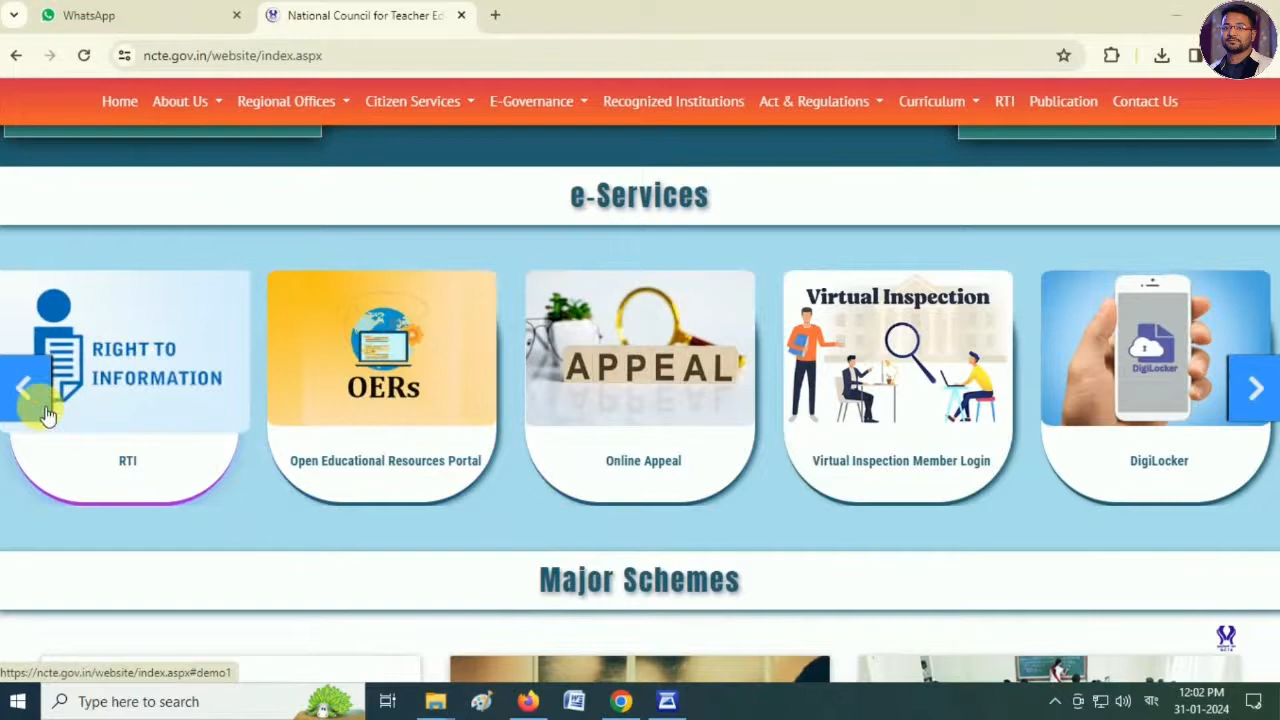 WhatsApp
National Council for Teacher Ed
ncte.gov.in/website/index.aspx
Home About Us Regional Offices Citizen Services E-Governance Recognized Institutions Act & Regulations Curriculum RTI Publication Contact Us
e-Services
RIGHT TO
INFORMATION
OERs
APPEAL
Virtual Inspection
DigiLocker
RTI
Open Educational Resources Portal
Online Appeal
Virtual Inspection Member Login
DigiLocker
Major Schemes
https://ncte.gov.in/website/index.aspx#demo1
Type here to search
বাং
12:02 PM
31-01-2024